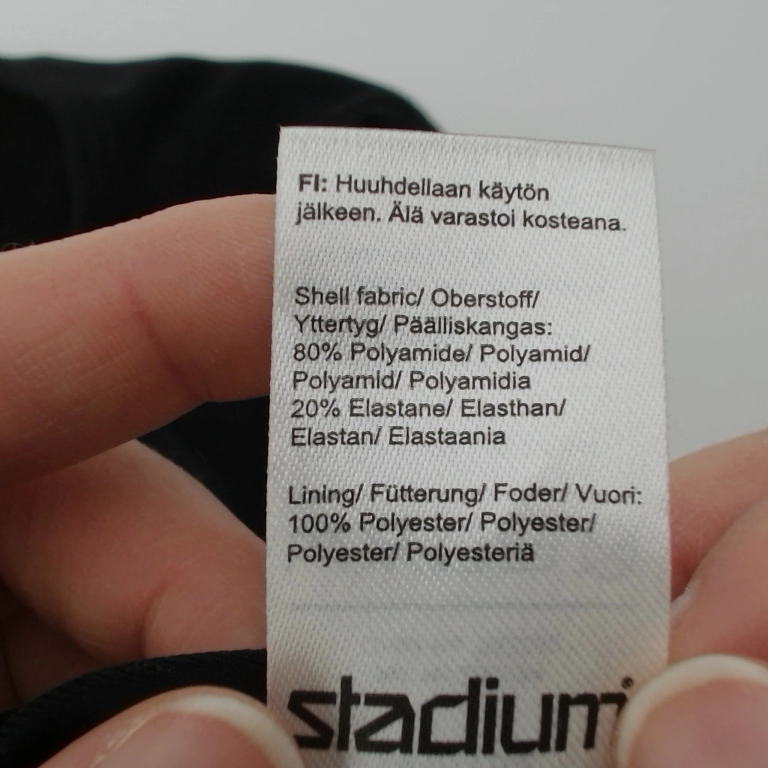 FI: Huuhdellaan käytön
jälkeen. Älä varastoi kosteana.
Shell fabric/ Oberstoff/
Yttertyg/ Päälliskangas:
80% Polyamide/ Polyamid/
Polyamid/ Polyamidia
20% Elastane/ Elasthan/
Elastan/ Elastaania
Lining/ Fütterung/ Foder/ Vuori:
100% Polyester/ Polyester/
Polyester/ Polyesteriä
stadium®